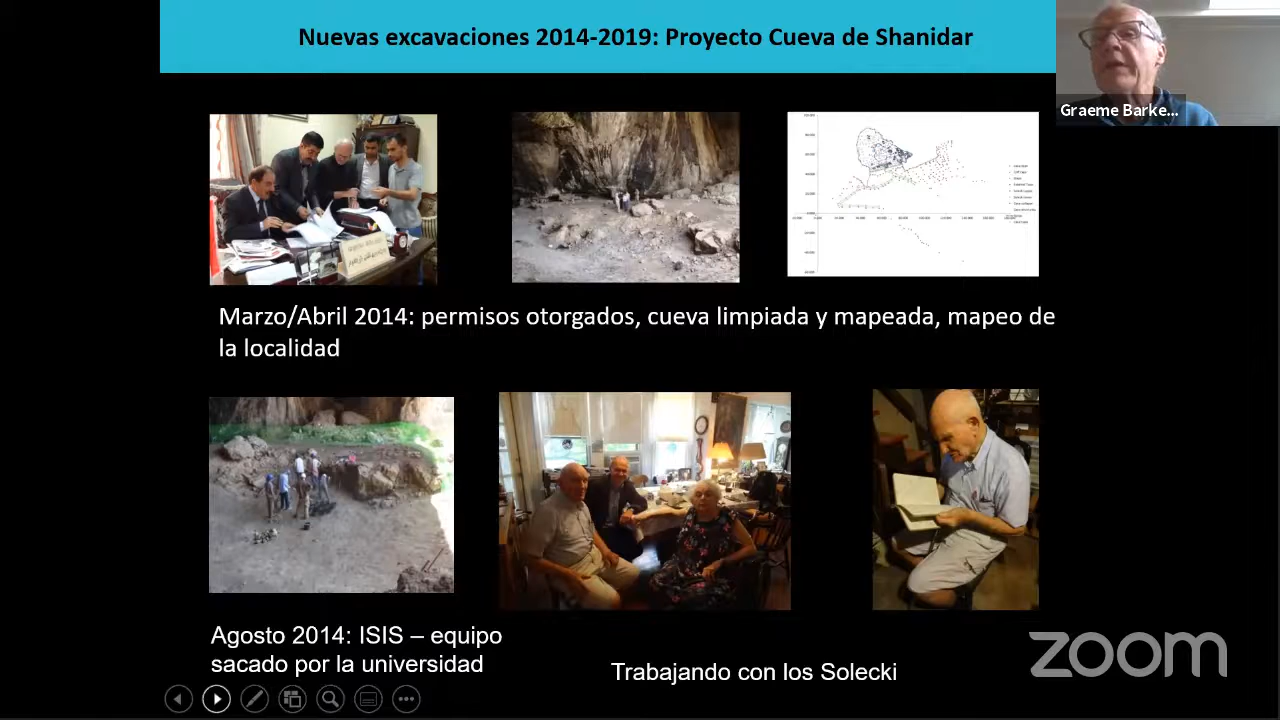 Nuevas excavaciones 2014-2019: Proyecto Cueva de Shanidar
Graeme Barke...
Marzo/Abril 2014: permisos otorgados, cueva limpiada y mapeada, mapeo de
la localidad
Agosto 2014: ISIS – equipo
sacado por la universidad
Trabajando con los Solecki
zoom